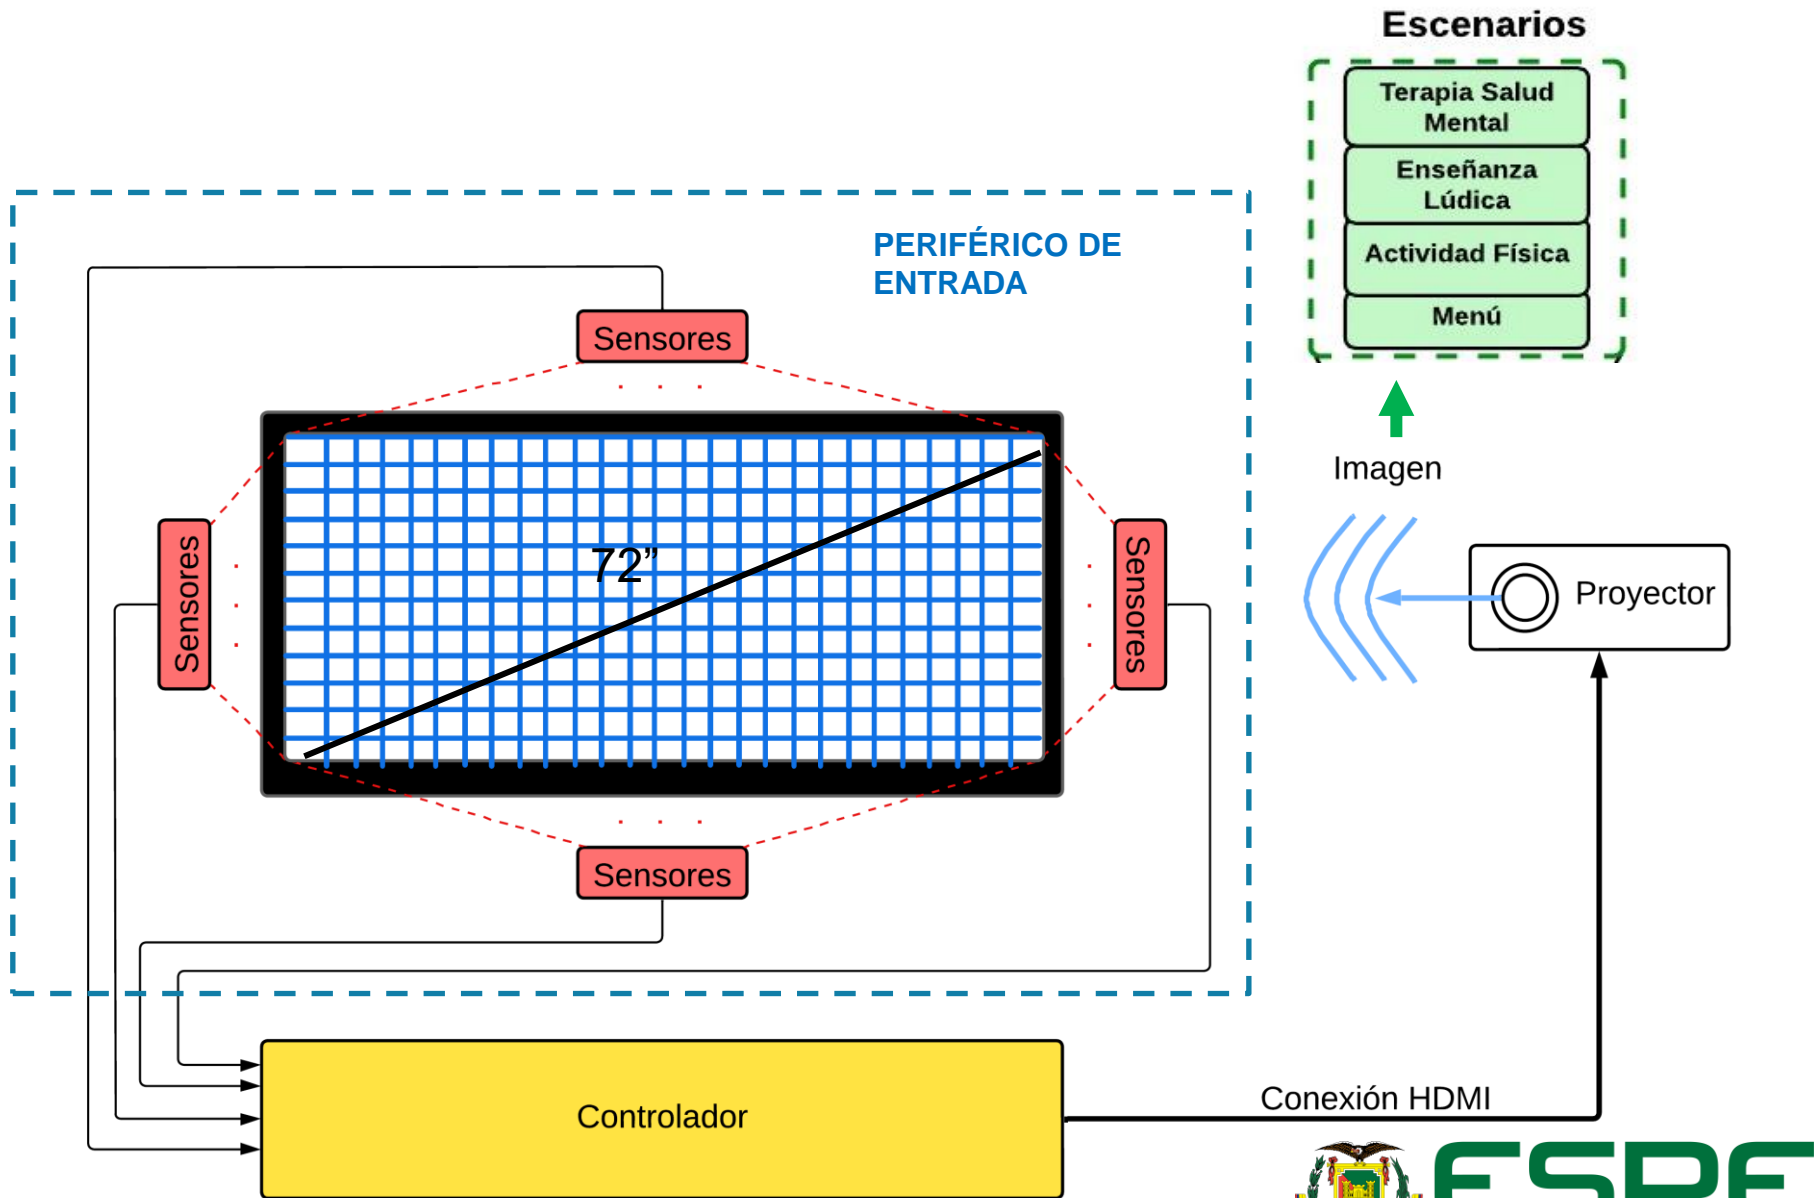 Escenarios
Terapia Salud
Mental
Enseñanza
Lúdica
Actividad Física
Menú
PERIFÉRICO DE
ENTRADA
Sensores
Sensores
72”
Sensores
Sensores
Imagen
Proyector
Controlador
Conexión HDMI
ESPE